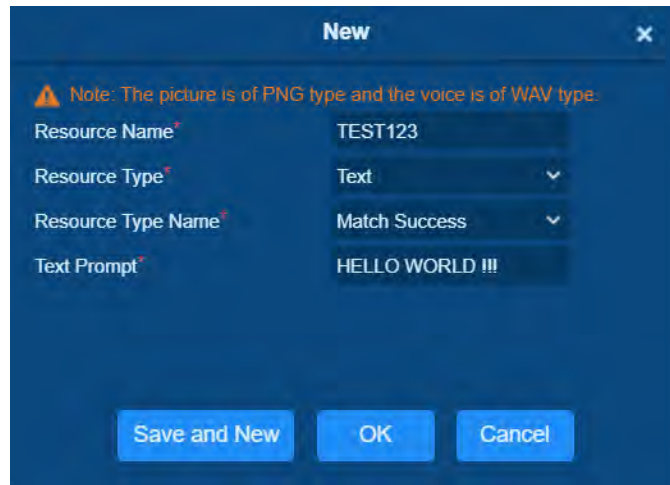 New
Note: The picture is of PNG type and the voice is of WAV type.
Resource Name* TEST123
Resource Type* Text
Resource Type Name* Match Success
Text Prompt* HELLO WORLD !!!
Save and New OK Cancel